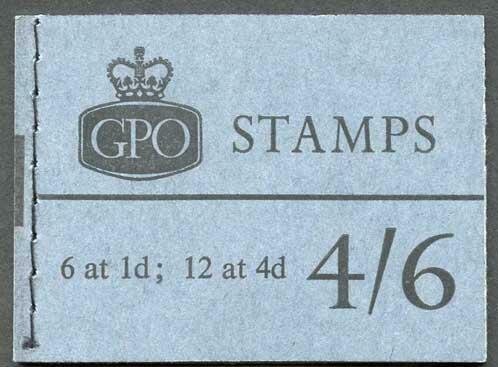 GPO STAMPS
6 at 1d; 12 at 4d 4/6